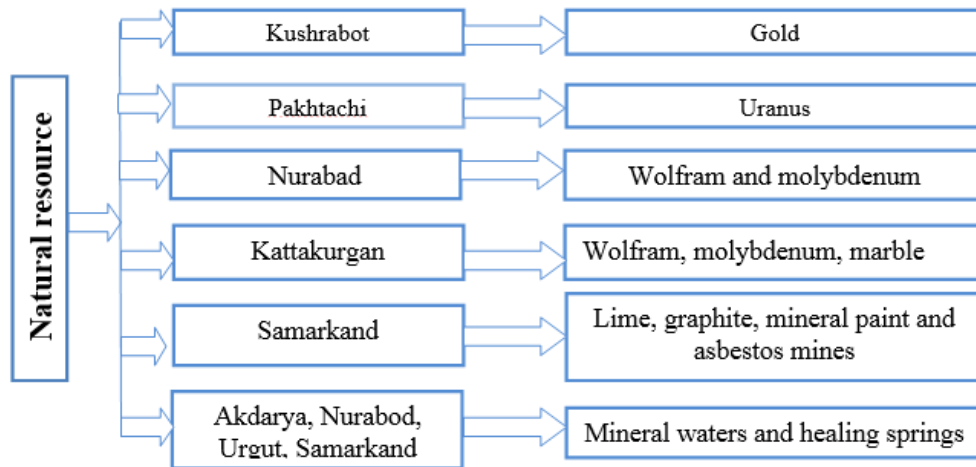 Natural resource
Kushrabot
Gold
Pakhtachi
Uranus
Nurabad
Wolfram and molybdenum
Kattakurgan
Wolfram, molybdenum, marble
Samarkand
Lime, graphite, mineral paint and
asbestos mines
Akdarya, Nurabod,
Urgut, Samarkand
Mineral waters and healing springs